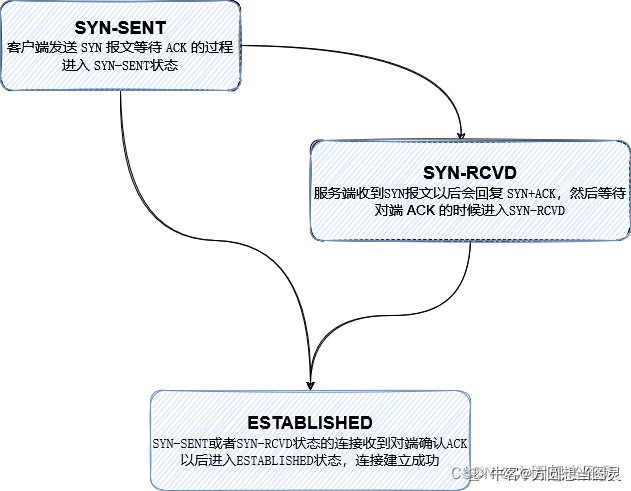 SYN-SENT
客户端发送 SYN 报文等待 ACK 的过程
进入 SYN-SENT状态
SYN-RCVD
服务端收到SYN报文以后会回复 SYN+ACK，然后等待
对端 ACK 的时候进入SYN-RCVD
ESTABLISHED
SYN-SENT或者SYN-RCVD状态的连接收到对端确认ACK
以后进入ESTABLISHED状态，连接建立成功